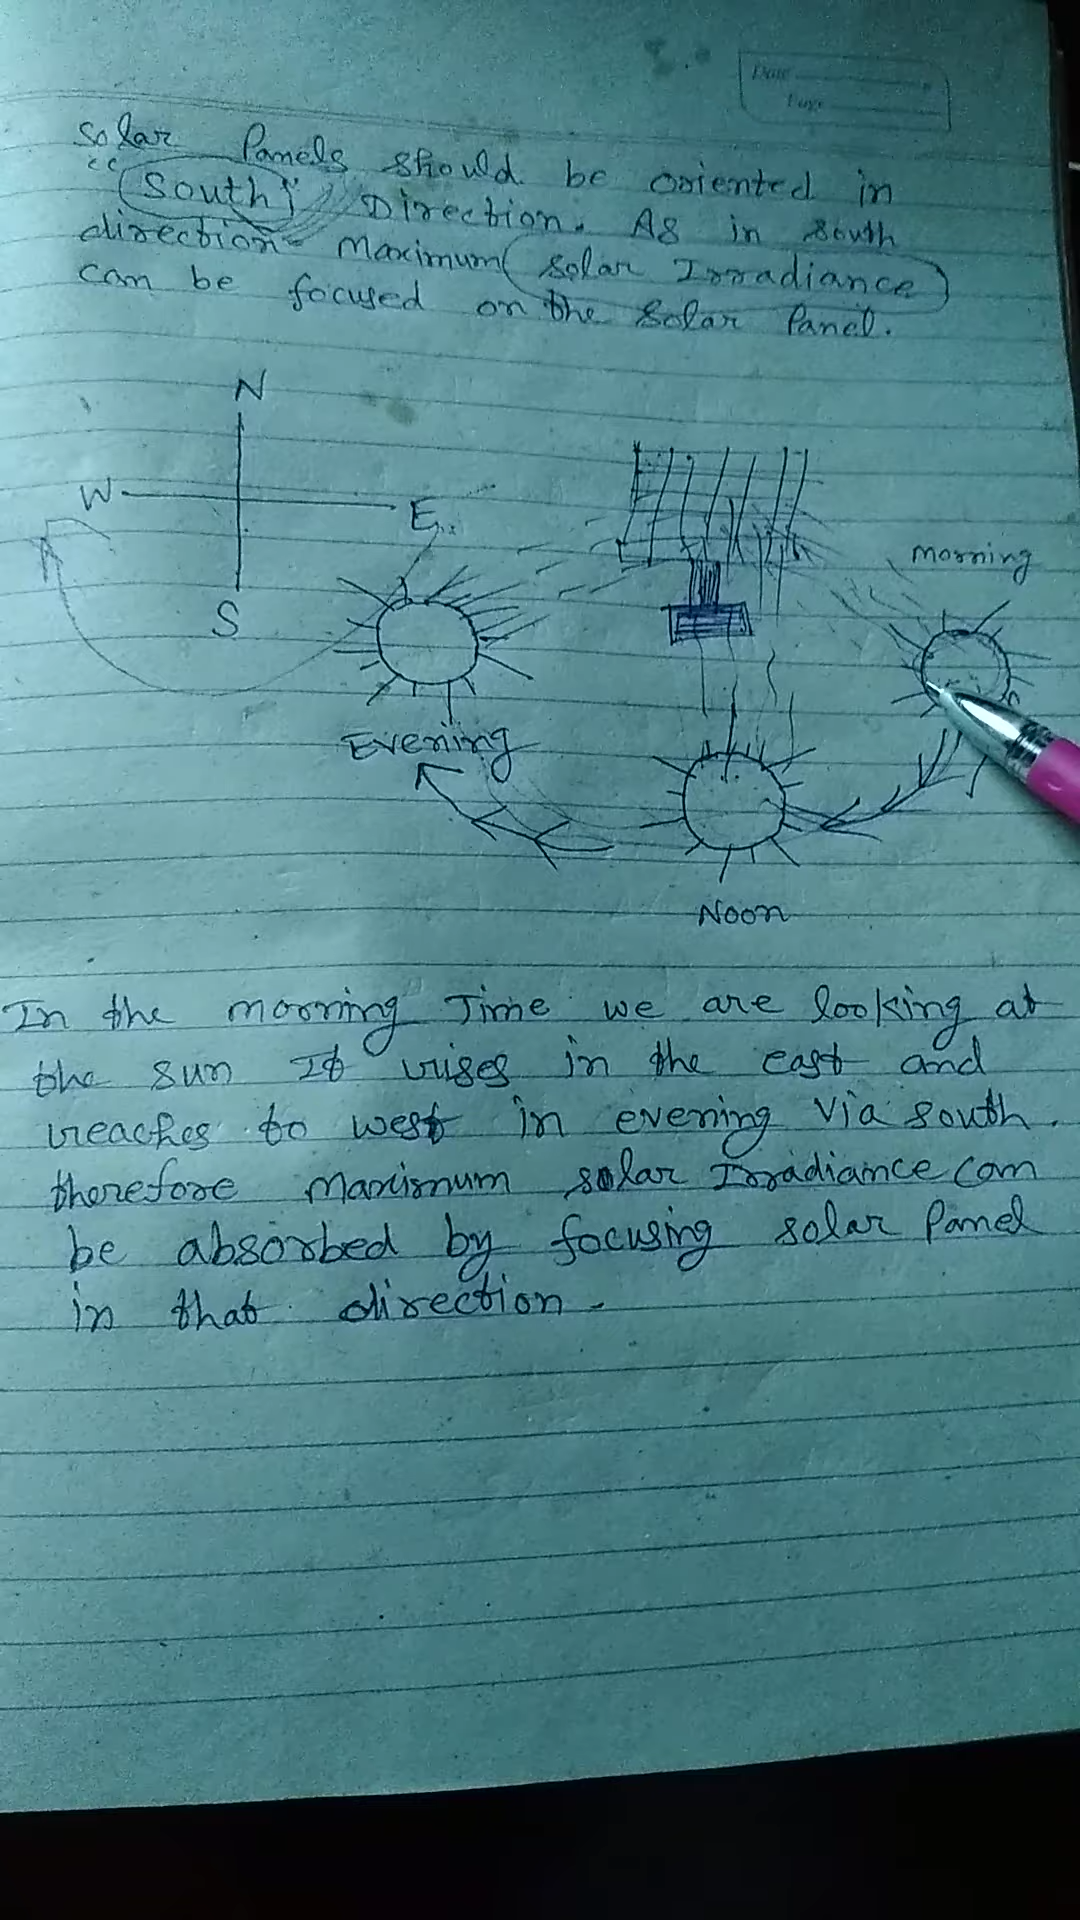 Date
Page
Solar Panels should be oriented in
"South" Direction. As in south
direction maximum (solar Irradiance)
can be focused on the solar Panel.
N
W E
S
morning
Evening
Noon
In the morning Time we are looking at
the sun It rises in the east and
reaches to west in evening via south.
therefore maximum solar Irradiance can
be absorbed by focusing solar Panel
in that direction.